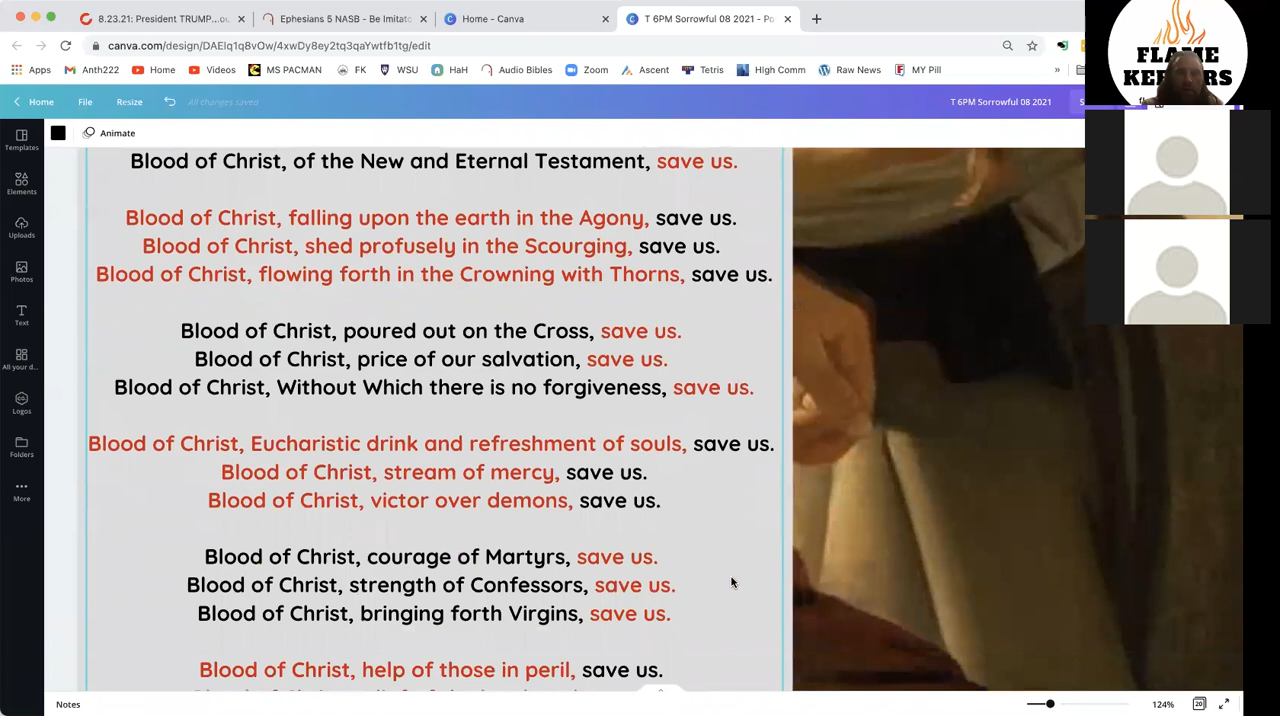 8.23.21: President TRUMP...ou
Ephesians 5 NASB - Be Imitato
Home - Canva
T 6PM Sorrowful 08 2021 - Po
canva.com/design/DAElq1qBvOw/4xwDy8ey2tq3qaYwtfb1tg/edit
Apps
Anth222
Home
Videos
MS PACMAN
FK
WSU
HaH
Audio Bibles
Zoom
Ascent
Tetris
High Comm
Raw News
MY Pill
»
FLAME
KEEPERS
Home
File
Resize
All changes saved
T 6PM Sorrowful 08 2021
Animate
Templates
Elements
Uploads
Photos
Text
All your d...
Logos
Folders
More
Blood of Christ, of the New and Eternal Testament, save us.
Blood of Christ, falling upon the earth in the Agony, save us.
Blood of Christ, shed profusely in the Scourging, save us.
Blood of Christ, flowing forth in the Crowning with Thorns, save us.
Blood of Christ, poured out on the Cross, save us.
Blood of Christ, price of our salvation, save us.
Blood of Christ, Without Which there is no forgiveness, save us.
Blood of Christ, Eucharistic drink and refreshment of souls, save us.
Blood of Christ, stream of mercy, save us.
Blood of Christ, victor over demons, save us.
Blood of Christ, courage of Martyrs, save us.
Blood of Christ, strength of Confessors, save us.
Blood of Christ, bringing forth Virgins, save us.
Blood of Christ, help of those in peril, save us.
Notes
124%
20